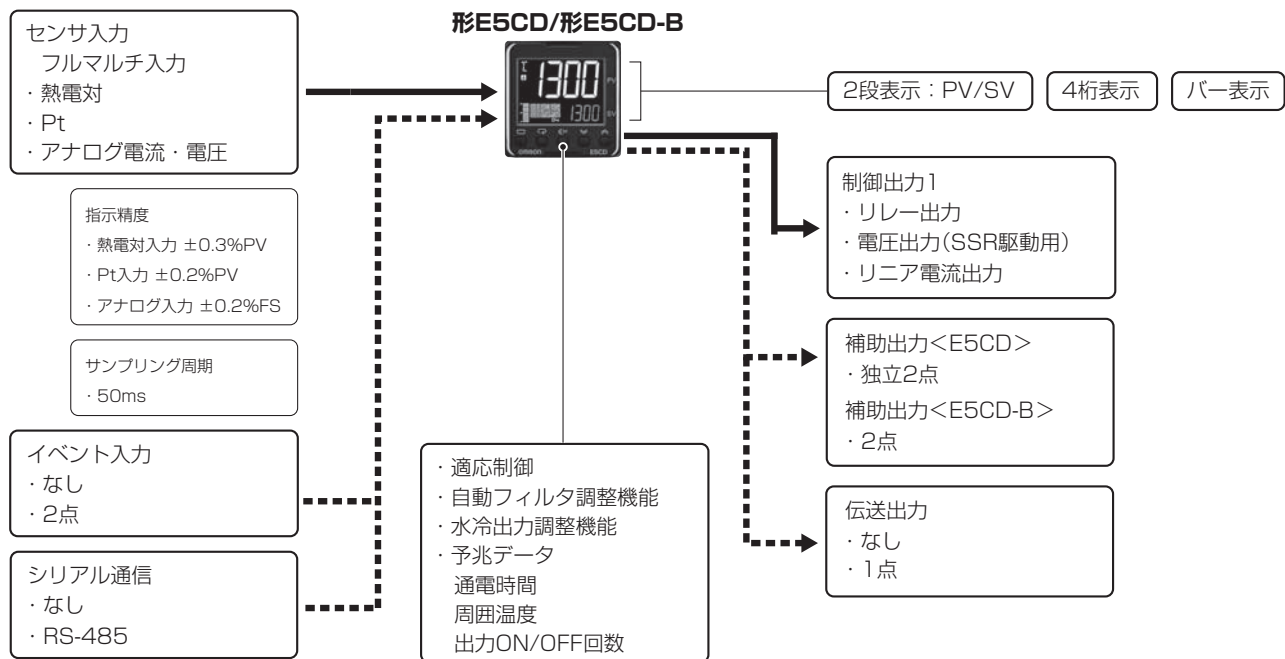 形E5CD/形E5CD-B
センサ入力
フルマルチ入力
・熱電対
・Pt
・アナログ電流・電圧
指示精度
・熱電対入力 ±0.3%PV
・Pt入力 ±0.2%PV
・アナログ入力 ±0.2%FS
サンプリング周期
・50ms
イベント入力
・なし
・2点
シリアル通信
・なし
・RS-485
1300
PV
1300
SV
omron
E5CD
・適応制御
・自動フィルタ調整機能
・水冷出力調整機能
・予兆データ
通電時間
周囲温度
出力ON/OFF回数
2段表示：PV/SV
4桁表示
バー表示
制御出力1
・リレー出力
・電圧出力(SSR駆動用)
・リニア電流出力
補助出力<E5CD>
・独立2点
補助出力<E5CD-B>
・2点
伝送出力
・なし
・1点